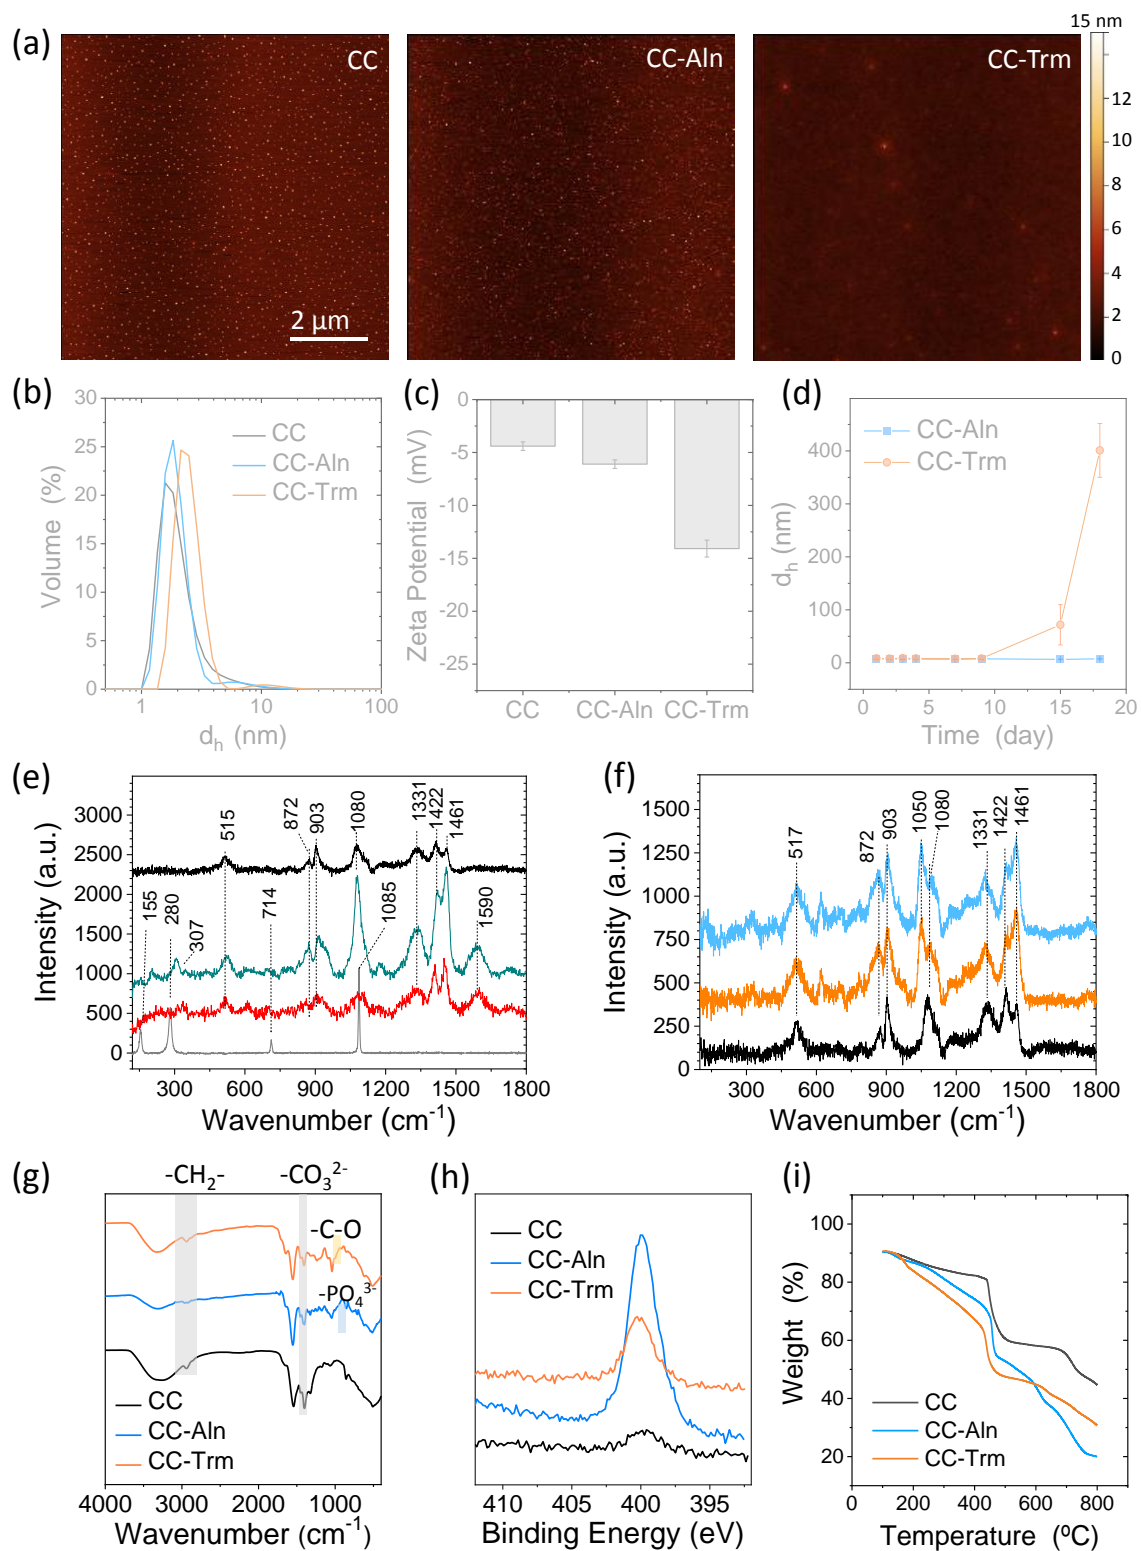 15 nm
(a)
CC
CC-Aln
CC-Trm
12
10
8
6
4
2
0
2 µm
(b)
30
25
20
15
10
5
0
Volume (%)
CC
CC-Aln
CC-Trm
1
10
100
dh (nm)
(c)
0
-5
-10
-15
-20
-25
Zeta Potential (mV)
CC
CC-Aln
CC-Trm
(d)
400
300
200
100
0
dh (nm)
CC-Aln
CC-Trm
0
5
10
15
20
Time (day)
(e)
3000
2500
2000
1500
1000
500
0
Intensity (a.u.)
155
280
307
515
714
872
903
1080
1085
1331
1422
1461
1590
300
600
900
1200
1500
1800
Wavenumber (cm-1)
(f)
1500
1250
1000
750
500
250
0
Intensity (a.u.)
517
872
903
1050
1080
1331
1422
1461
300
600
900
1200
1500
1800
Wavenumber (cm-1)
(g)
-CH2-
-CO3 2-
-C-O
-PO4 3-
CC
CC-Aln
CC-Trm
4000
3000
2000
1000
Wavenumber (cm-1)
(h)
CC
CC-Aln
CC-Trm
410
405
400
395
Binding Energy (eV)
(i)
100
80
60
40
20
Weight (%)
CC
CC-Aln
CC-Trm
0
200
400
600
800
Temperature (ºC)